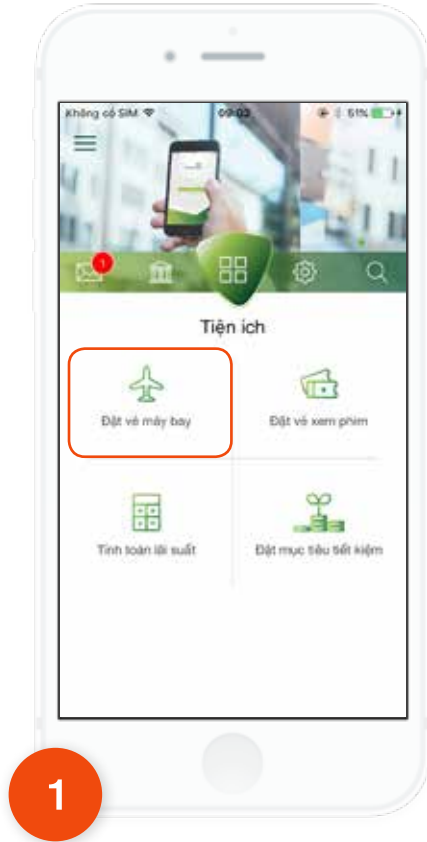 Không có SIM 09:02 51%
1
Tiện ích
Đặt vé máy bay Đặt vé xem phim
Tính toán lãi suất Đặt mục tiêu tiết kiệm
1